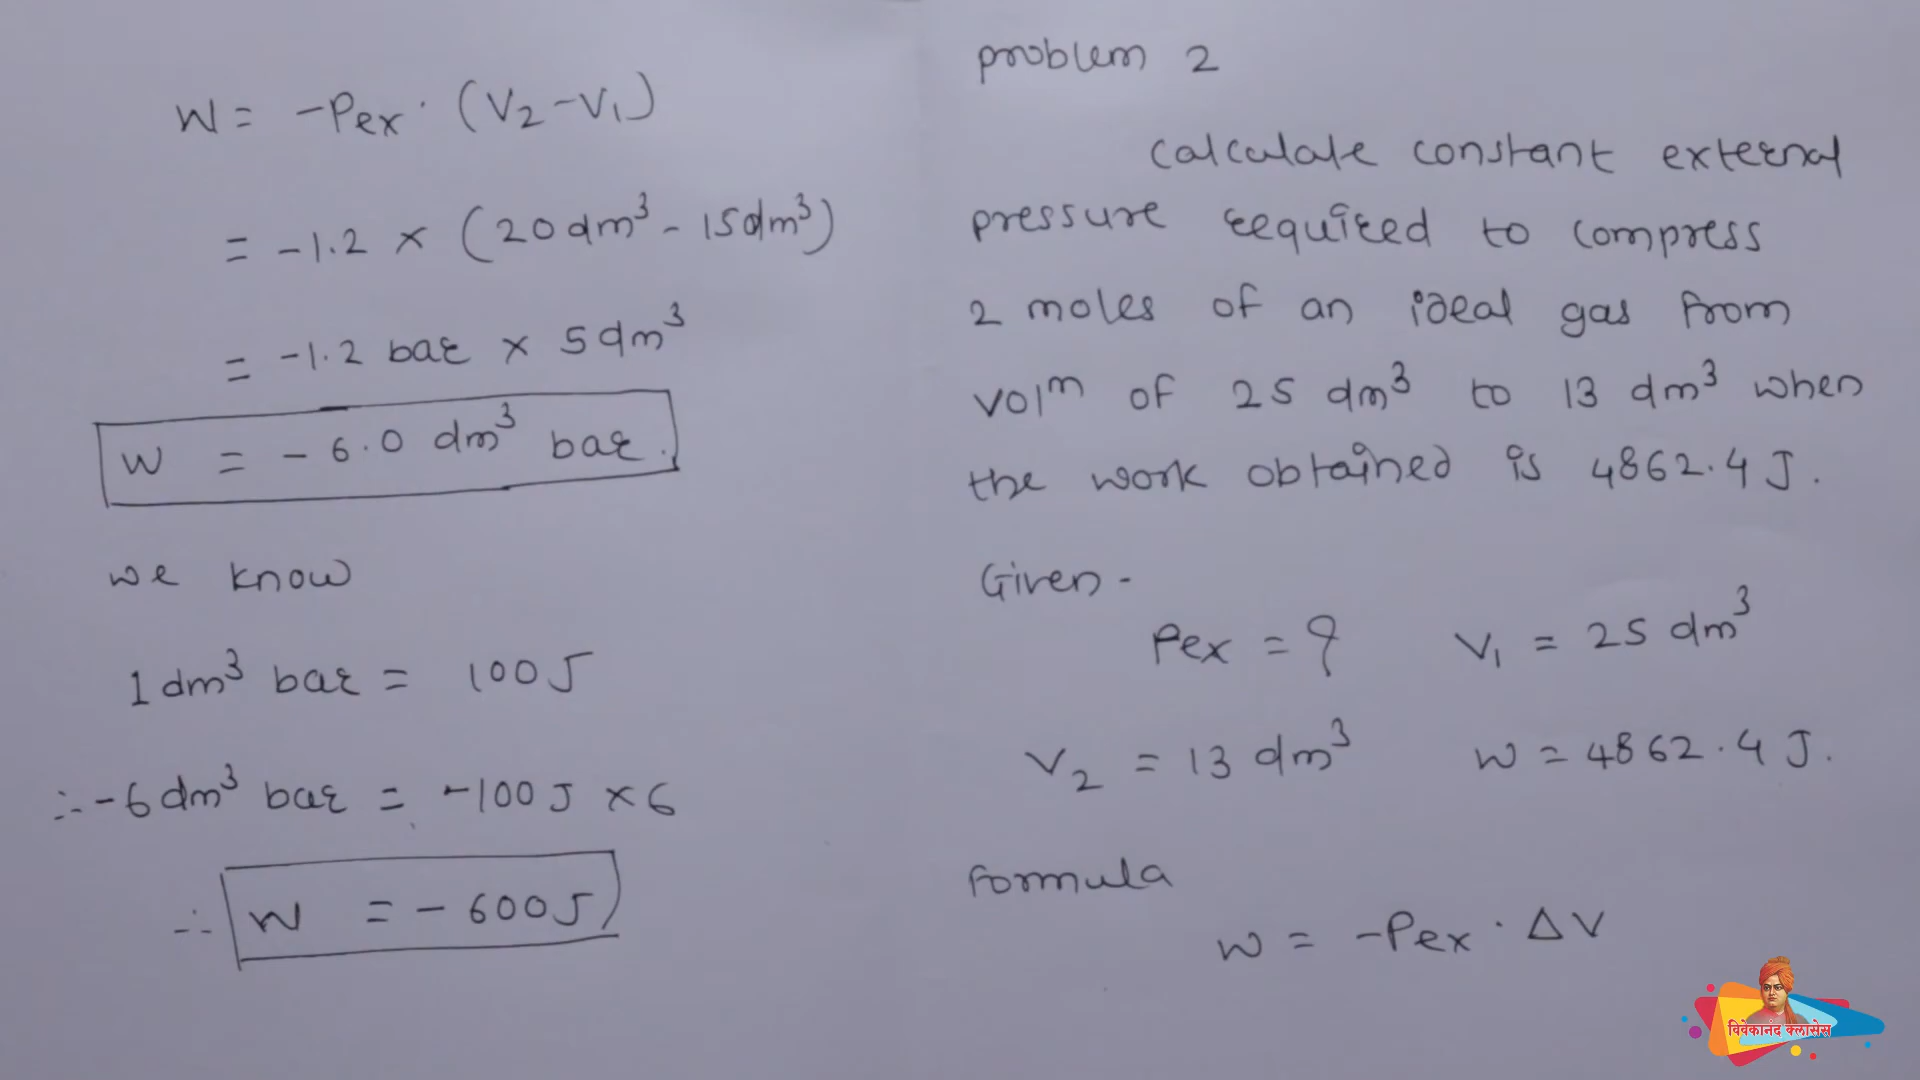 W = -Pex · (V2 - V1)
= -1.2 × (20 dm³ - 15 dm³)
= -1.2 bar × 5 dm³
W = - 6.0 dm³ bar.
we know
1 dm³ bar = 100 J
∴ -6 dm³ bar = -100 J × 6
∴ W = - 600 J
problem 2
calculate constant external
pressure required to compress
2 moles of an ideal gas from
volm of 25 dm³ to 13 dm³ when
the work obtained is 4862.4 J.
Given -
Pex = ? V1 = 25 dm³
V2 = 13 dm³ W = 4862.4 J.
Formula
W = -Pex · ΔV
विवेकानंद क्लासेस